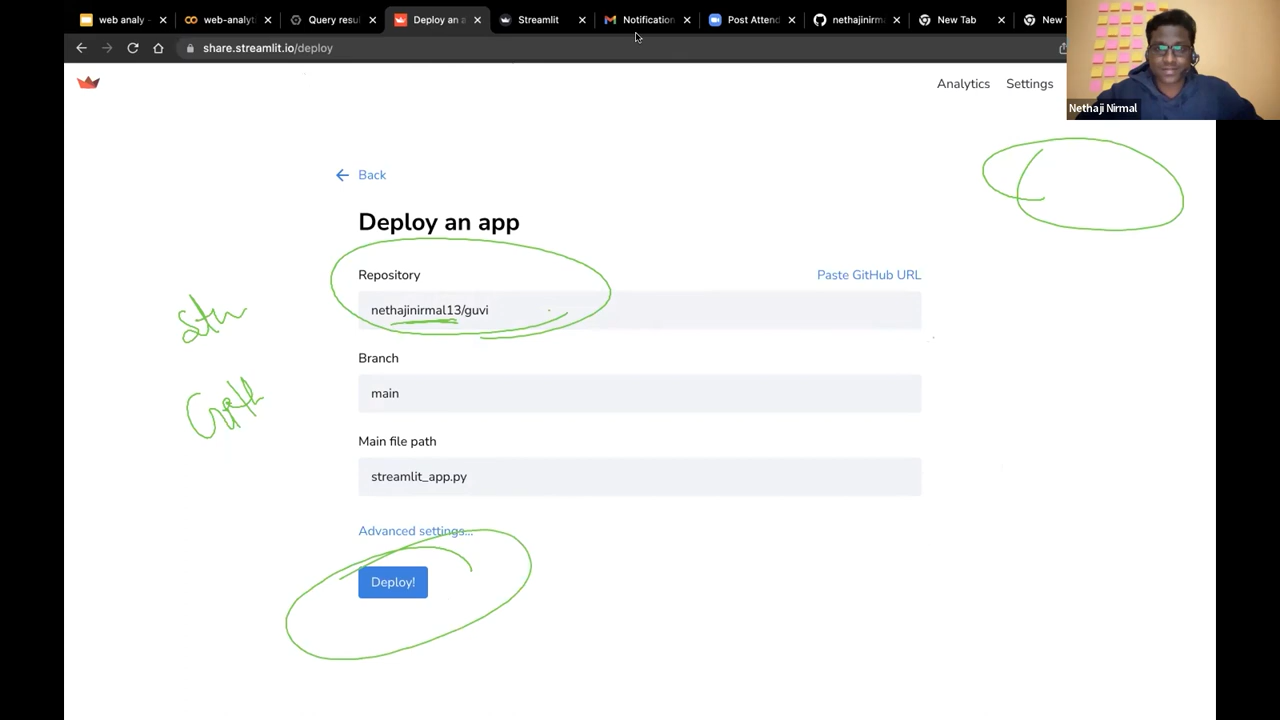 web analy
web-analyt
Query resul
Deploy an a
Streamlit
Notification
Post Attend
nethajinirm
New Tab
New
share.streamlit.io/deploy
Analytics
Settings
Nethaji Nirmal
Back
Deploy an app
Repository
Paste GitHub URL
nethajinirmal13/guvi
Branch
main
Main file path
streamlit_app.py
Advanced settings...
Deploy!